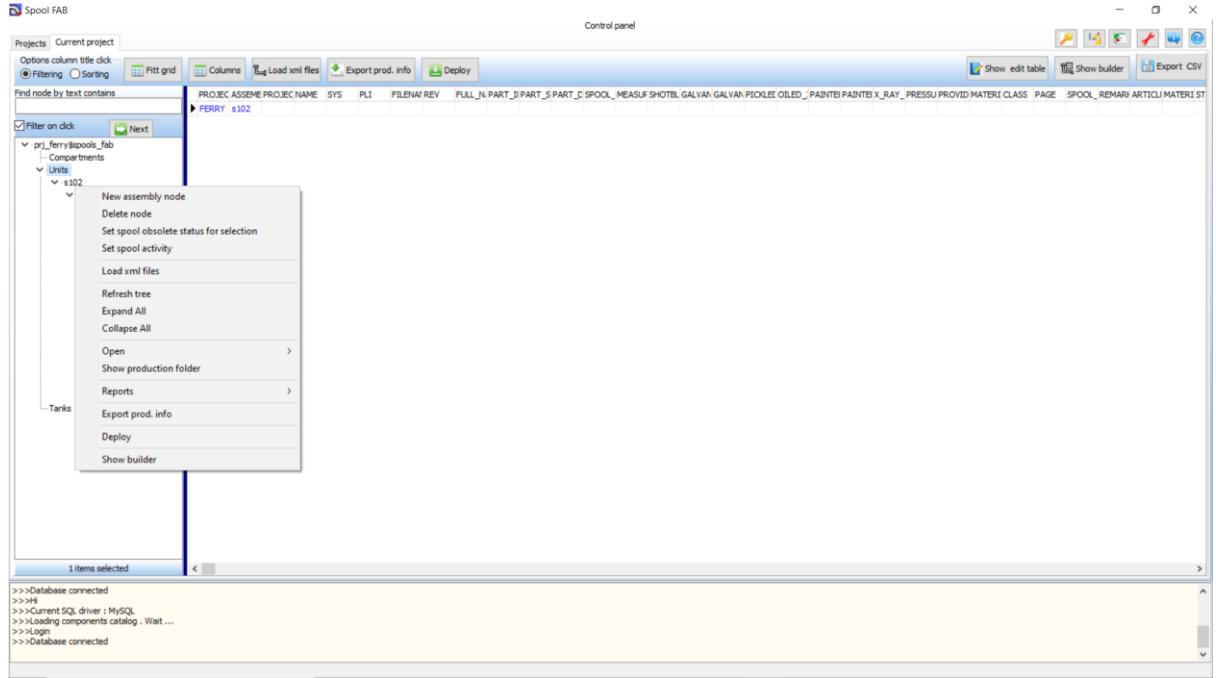 Spool FAB
Control panel
Projects Current project
Options column title click
Filtering Sorting
Fitt grid
Columns
Load xml files
Export prod. info
Deploy
Show edit table
Show builder
Export CSV
Find node by text contains
Filter on click
Next
PROJEC ASSEME PROJEC NAME SYS PLI FILENAM REV FULL_N PART_I PART_S PART_D SPOOL_ MEASUF SHOTBL GALVAN GALVAN PICKLEE OILED_ PAINTEI PAINTEI X_RAY_ PRESSU PROVID MATERI CLASS PAGE SPOOL_ REMARK ARTICLI MATERI ST
FERRY s102
prj_ferry$spools_fab
Compartments
Units
s102
Tanks
New assembly node
Delete node
Set spool obsolete status for selection
Set spool activity
Load xml files
Refresh tree
Expand All
Collapse All
Open
Show production folder
Reports
Export prod. info
Deploy
Show builder
1 items selected
>>>Database connected
>>>Hi
>>>Current SQL driver : MySQL
>>>Loading components catalog . Wait ...
>>>Login
>>>Database connected